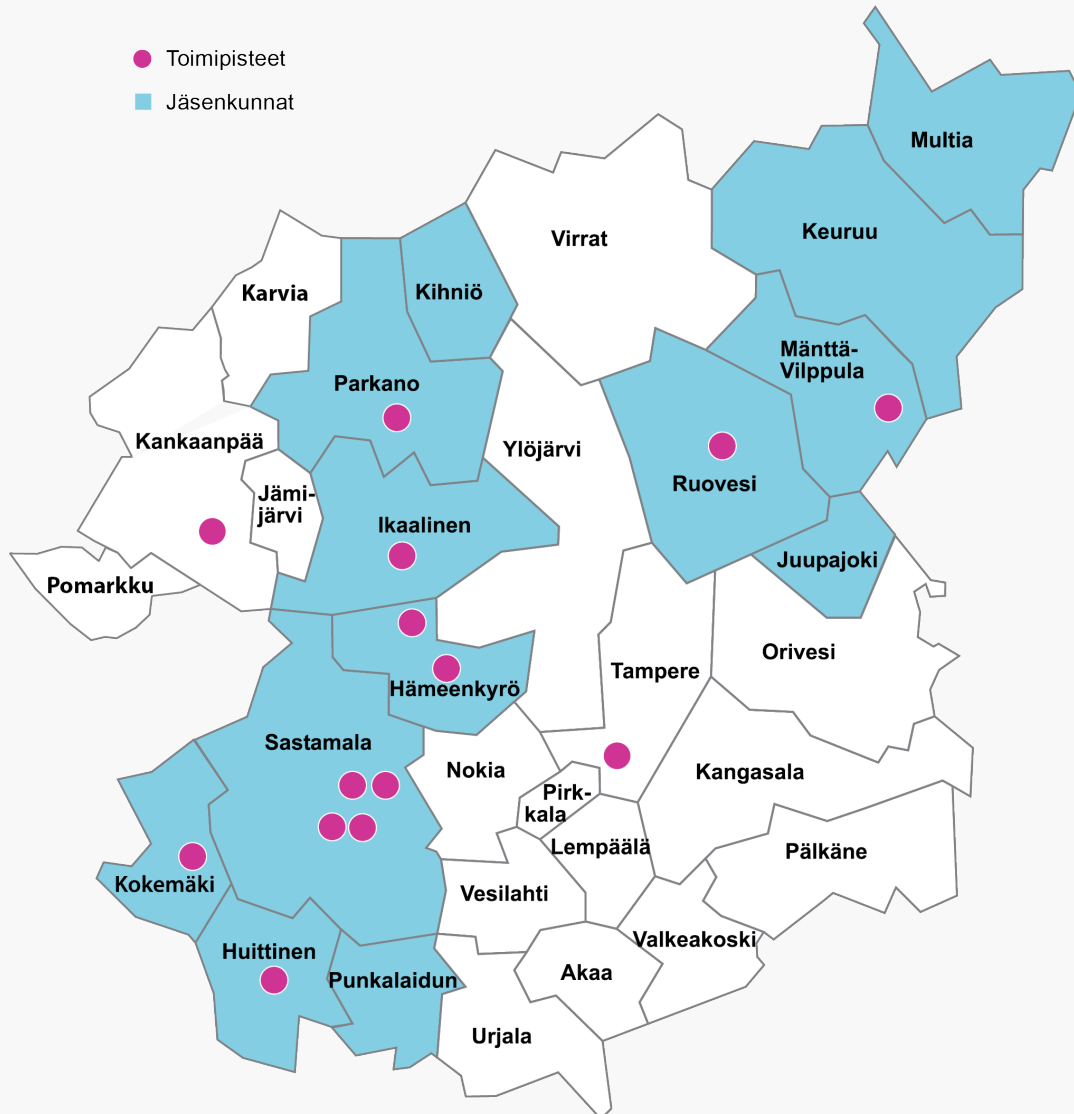 Toimipisteet
Jäsenkunnat
Multia
Keuruu
Virrat
Karvia
Kihniö
Mänttä-
Vilppula
Parkano
Kankaanpää
Ylöjärvi
Ruovesi
Jämi-
järvi
Ikaalinen
Juupajoki
Pomarkku
Orivesi
Tampere
Hämeenkyrö
Sastamala
Nokia
Kangasala
Pirk-
kala
Lempäälä
Pälkäne
Kokemäki
Vesilahti
Valkeakoski
Huittinen
Akaa
Punkalaidun
Urjala